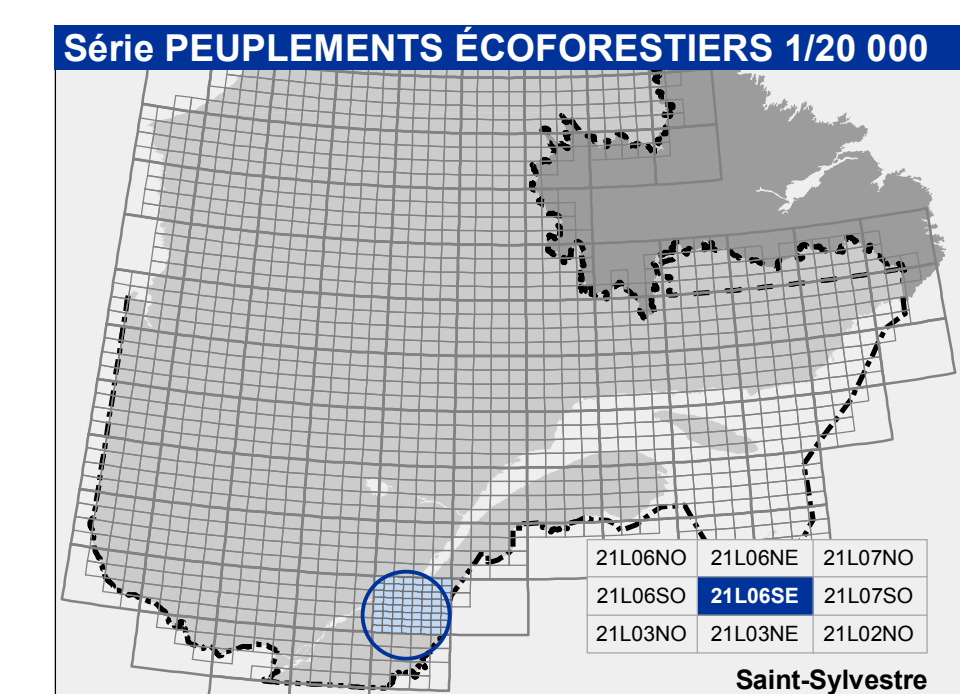 Série PEUPLEMENTS ÉCOFORESTIERS 1/20 000
21L06NO 21L06NE 21L07NO
21L06SO 21L06SE 21L07SO
21L03NO 21L03NE 21L02NO
Saint-Sylvestre